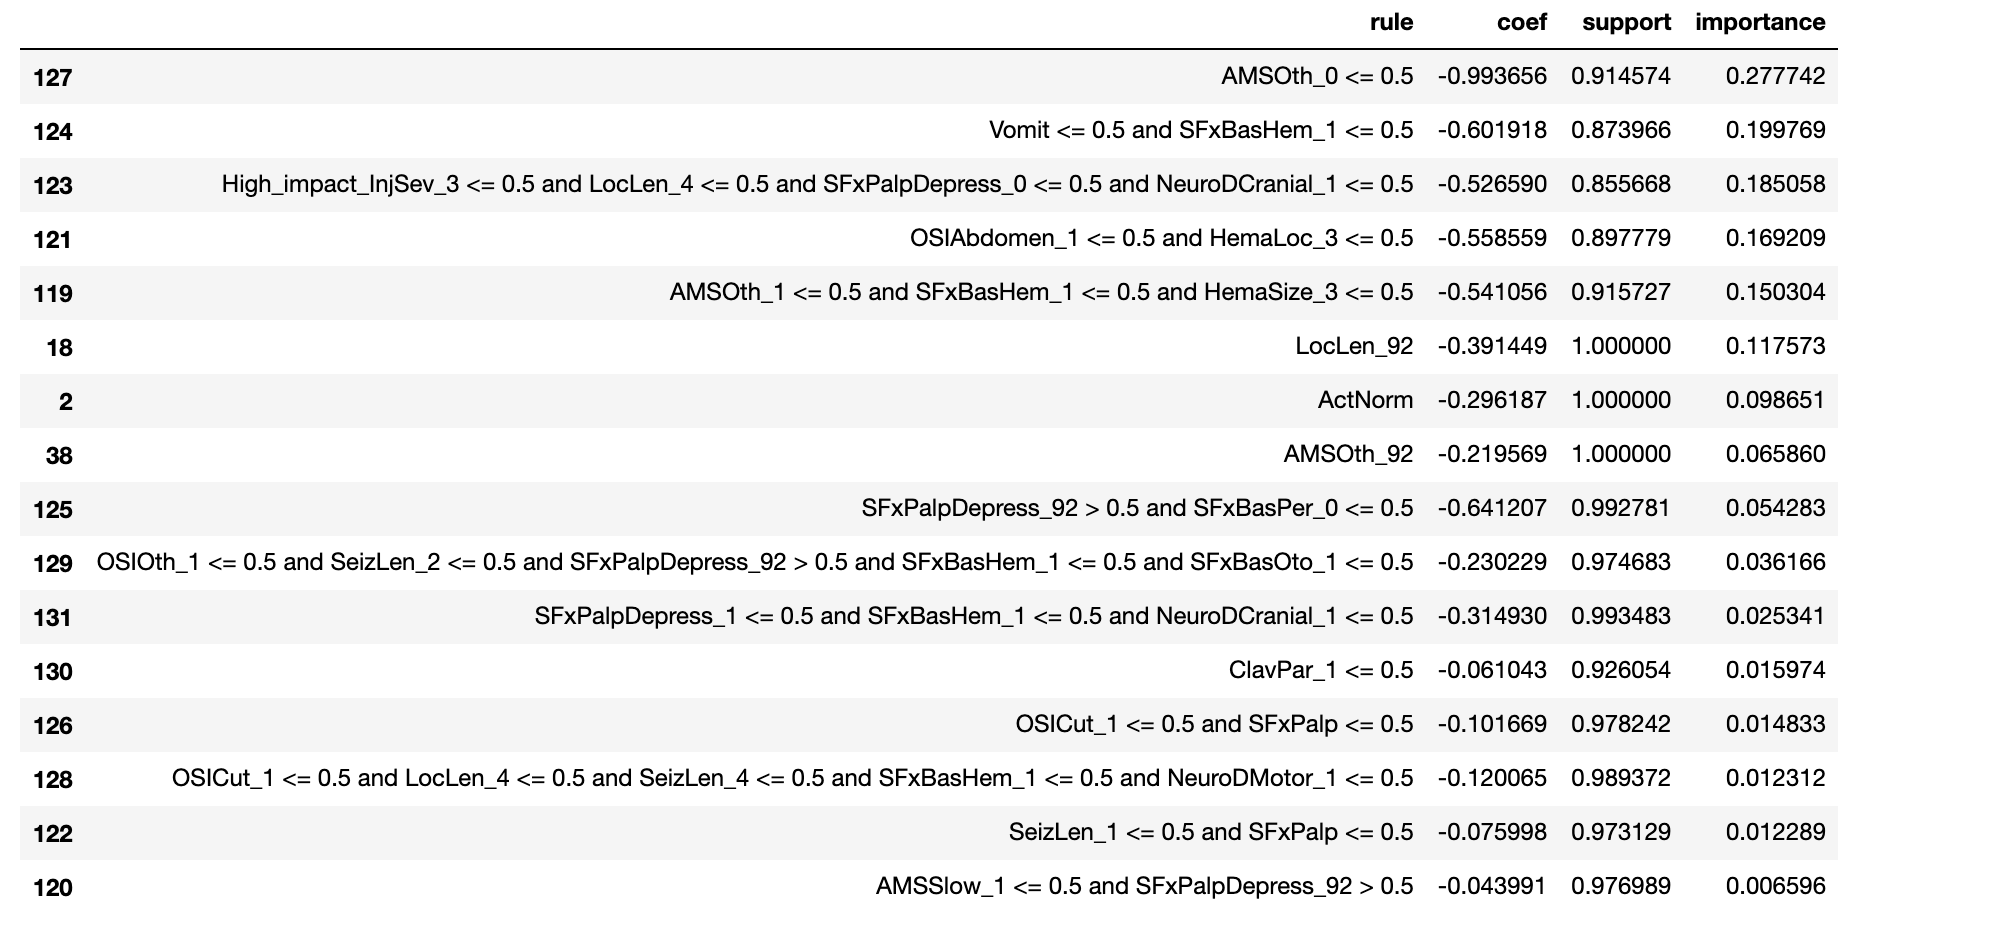 rule coef support importance
127 AMSOth_0 <= 0.5 -0.993656 0.914574 0.277742
124 Vomit <= 0.5 and SFxBasHem_1 <= 0.5 -0.601918 0.873966 0.199769
123 High_impact_InjSev_3 <= 0.5 and LocLen_4 <= 0.5 and SFxPalpDepress_0 <= 0.5 and NeuroDCranial_1 <= 0.5 -0.526590 0.855668 0.185058
121 OSIAbdomen_1 <= 0.5 and HemaLoc_3 <= 0.5 -0.558559 0.897779 0.169209
119 AMSOth_1 <= 0.5 and SFxBasHem_1 <= 0.5 and HemaSize_3 <= 0.5 -0.541056 0.915727 0.150304
18 LocLen_92 -0.391449 1.000000 0.117573
2 ActNorm -0.296187 1.000000 0.098651
38 AMSOth_92 -0.219569 1.000000 0.065860
125 SFxPalpDepress_92 > 0.5 and SFxBasPer_0 <= 0.5 -0.641207 0.992781 0.054283
129 OSIOth_1 <= 0.5 and SeizLen_2 <= 0.5 and SFxPalpDepress_92 > 0.5 and SFxBasHem_1 <= 0.5 and SFxBasOto_1 <= 0.5 -0.230229 0.974683 0.036166
131 SFxPalpDepress_1 <= 0.5 and SFxBasHem_1 <= 0.5 and NeuroDCranial_1 <= 0.5 -0.314930 0.993483 0.025341
130 ClavPar_1 <= 0.5 -0.061043 0.926054 0.015974
126 OSICut_1 <= 0.5 and SFxPalp <= 0.5 -0.101669 0.978242 0.014833
128 OSICut_1 <= 0.5 and LocLen_4 <= 0.5 and SeizLen_4 <= 0.5 and SFxBasHem_1 <= 0.5 and NeuroDMotor_1 <= 0.5 -0.120065 0.989372 0.012312
122 SeizLen_1 <= 0.5 and SFxPalp <= 0.5 -0.075998 0.973129 0.012289
120 AMSSlow_1 <= 0.5 and SFxPalpDepress_92 > 0.5 -0.043991 0.976989 0.006596